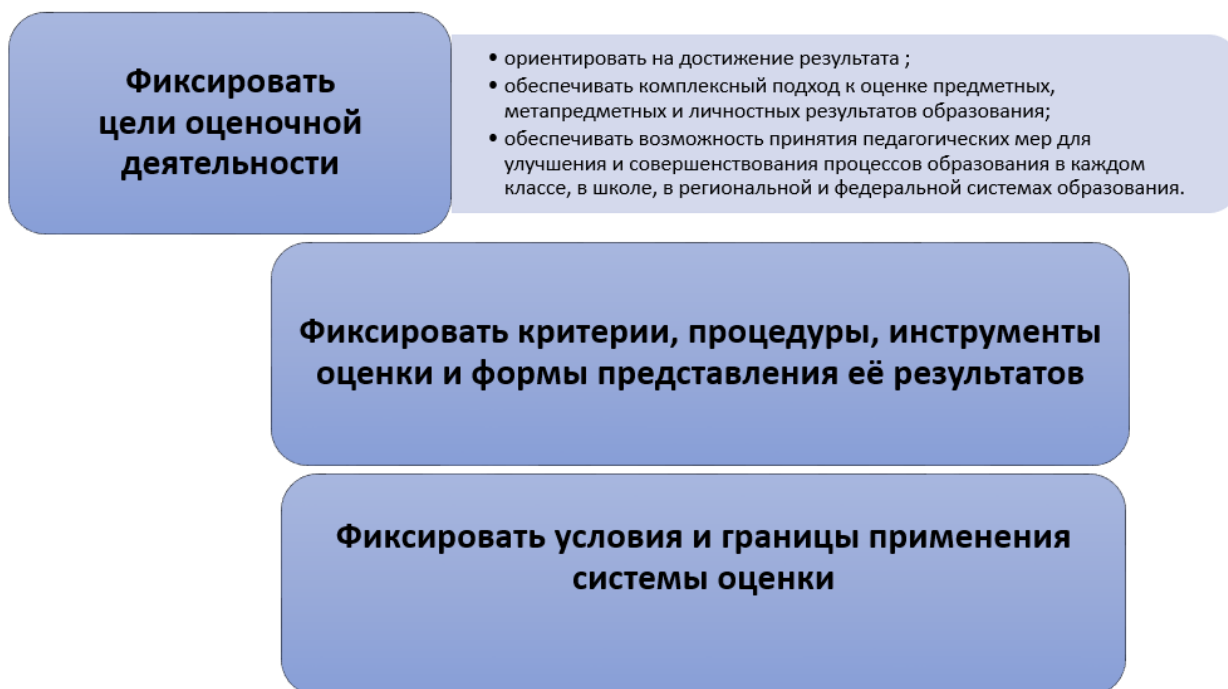 Фиксировать
цели оценочной
деятельности
• ориентировать на достижение результата ;
• обеспечивать комплексный подход к оценке предметных,
метапредметных и личностных результатов образования;
• обеспечивать возможность принятия педагогических мер для
улучшения и совершенствования процессов образования в каждом
классе, в школе, в региональной и федеральной системах образования.
Фиксировать критерии, процедуры, инструменты
оценки и формы представления её результатов
Фиксировать условия и границы применения
системы оценки